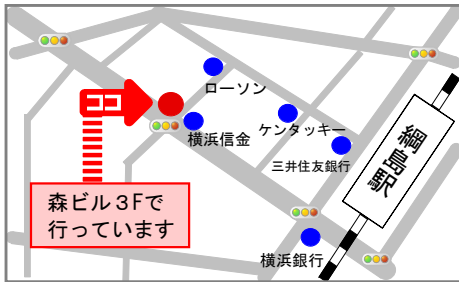 ローソン
ココ
横浜信金
ケンタッキー
三井住友銀行
綱島駅
森ビル３Fで
行っています
横浜銀行